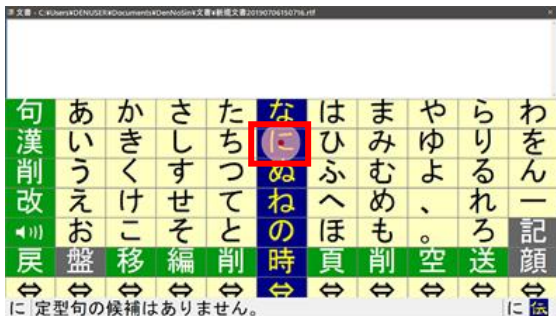 文書 - C:¥Users¥DENUSER¥Documents¥DenNoSin¥文書¥新規文書20190706150716.rtf
句 あ か さ た な は ま や ら わ
漢 い き し ち に ひ み ゆ り を
削 う く す つ ぬ ふ む よ る ん
改 え け せ て ね へ め 、 れ ー
お こ そ と の ほ も 。 ろ 記
戻 盤 移 編 削 時 頁 削 空 送 顔
⇔ ⇔ ⇔ ⇔ ⇔ ⇔ ⇔ ⇔ ⇔ ⇔ ⇔
に 定型句の候補はありません。 に 伝